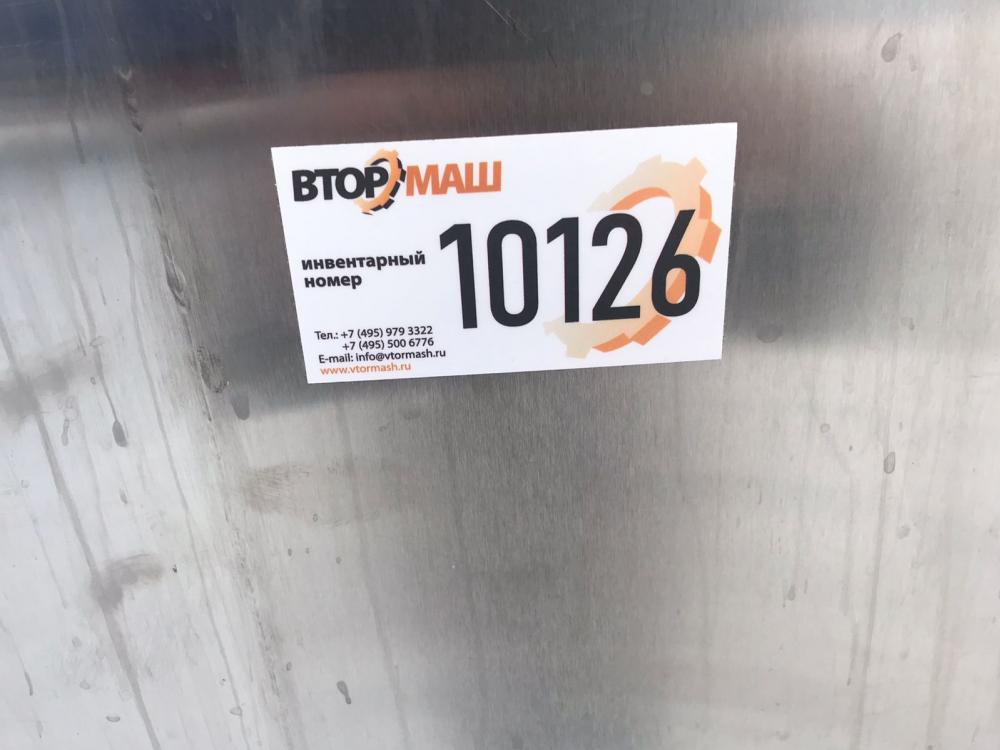 ВТОРМАШ
инвентарный
номер
10126
Тел.: +7 (495) 979 3322
+7 (495) 500 6776
E-mail: info@vtormash.ru
www.vtormash.ru